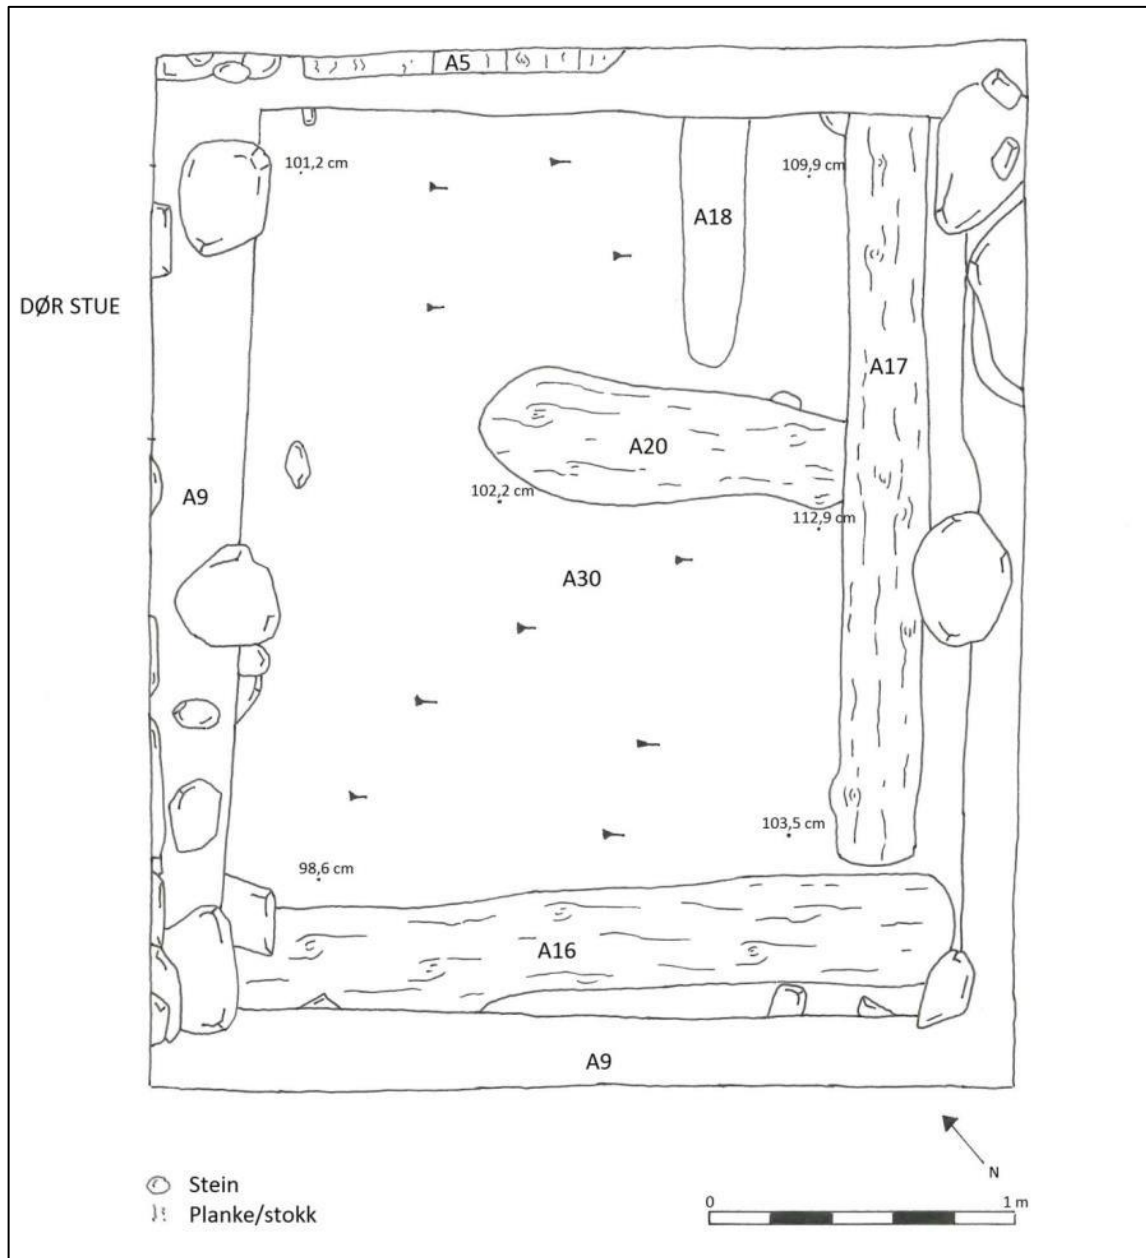 A5
101,2 cm
109,9 cm
A18
DØR STUE
A17
A20
A9
102,2 cm
112,9 cm
A30
103,5 cm
98,6 cm
A16
A9
N
Stein
Planke/stokk
0 1 m